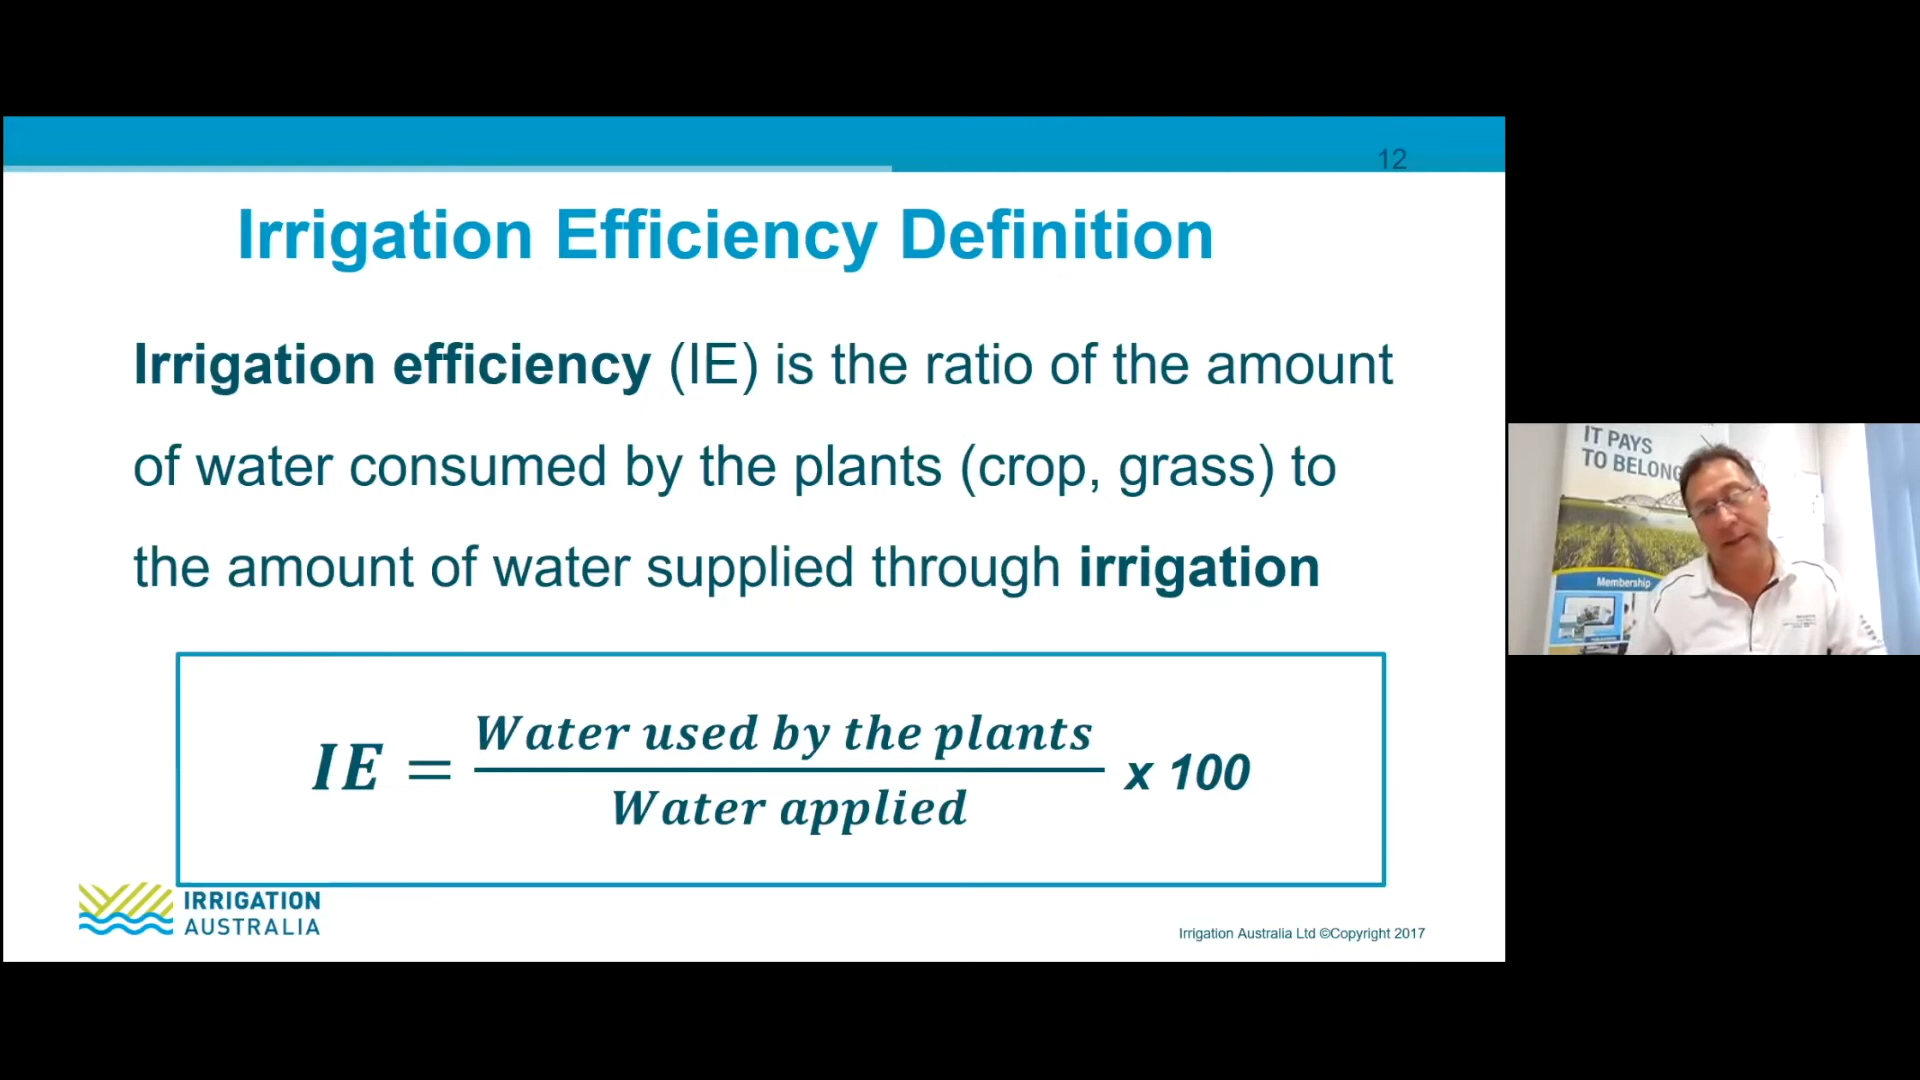 12
Irrigation Efficiency Definition
Irrigation efficiency (IE) is the ratio of the amount
of water consumed by the plants (crop, grass) to
the amount of water supplied through irrigation
IE = Water used by the plants / Water applied x 100
IRRIGATION
AUSTRALIA
Irrigation Australia Ltd ©Copyright 2017
IT PAYS
TO BELONG
Membership